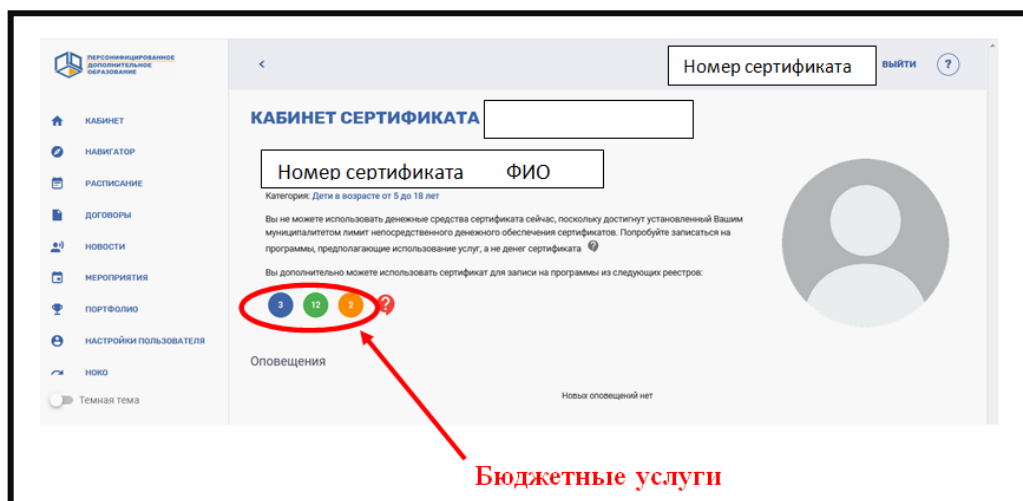 ПЕРСОНИФИЦИРОВАННОЕ
ДОПОЛНИТЕЛЬНОЕ
ОБРАЗОВАНИЕ
<
Номер сертификата
ВЫЙТИ
?
КАБИНЕТ
НАВИГАТОР
РАСПИСАНИЕ
ДОГОВОРЫ
НОВОСТИ
МЕРОПРИЯТИЯ
ПОРТФОЛИО
НАСТРОЙКИ ПОЛЬЗОВАТЕЛЯ
НОКО
Темная тема
КАБИНЕТ СЕРТИФИКАТА
Номер сертификата ФИО
Категория: Дети в возрасте от 5 до 18 лет
Вы не можете использовать денежные средства сертификата сейчас, поскольку достигнут установленный Вашим
муниципалитетом лимит непосредственного денежного обеспечения сертификатов. Попробуйте записаться на
программы, предполагающие использование услуг, а не денег сертификата ?
Вы дополнительно можете использовать сертификат для записи на программы из следующих реестров:
3 12 2 ?
Оповещения
Новых оповещений нет
Бюджетные услуги